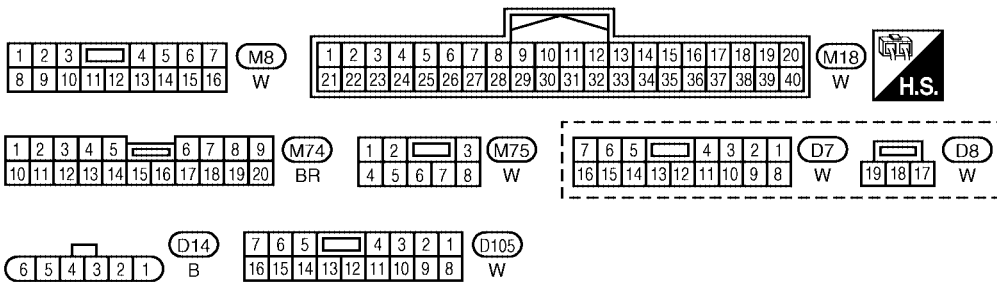 1 2 3 4 5 6 7 M8
8 9 10 11 12 13 14 15 16 W
1 2 3 4 5 6 7 8 9 10 11 12 13 14 15 16 17 18 19 20 M18
21 22 23 24 25 26 27 28 29 30 31 32 33 34 35 36 37 38 39 40 W
H.S.
1 2 3 4 5 6 7 8 9 M74
10 11 12 13 14 15 16 17 18 19 20 BR
1 2 3 M75
4 5 6 7 8 W
7 6 5 4 3 2 1 D7
16 15 14 13 12 11 10 9 8 W
D8
19 18 17 W
D14
6 5 4 3 2 1 B
7 6 5 4 3 2 1 D105
16 15 14 13 12 11 10 9 8 W